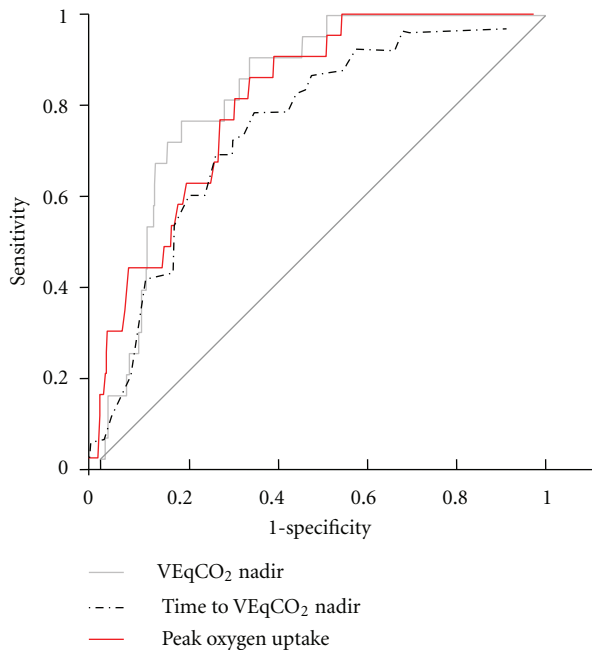 1
0.8
0.6
0.4
0.2
0
Sensitivity
0 0.2 0.4 0.6 0.8 1
1-specificity
VEqCO₂ nadir
Time to VEqCO₂ nadir
Peak oxygen uptake